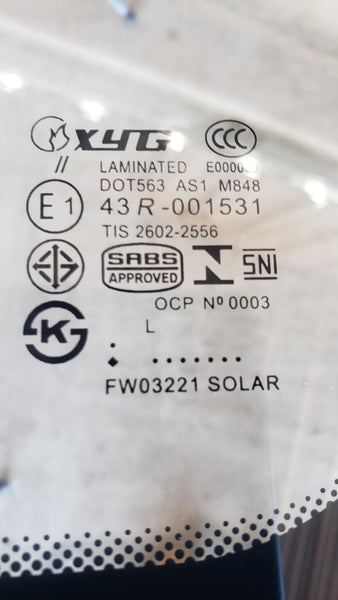 XYG CCC
// LAMINATED
DOT563 AS1 M848
E1 43R-001531
TIS 2602-2556
SABS APPROVED SNI
OCP Nº 0003
K L
FW03221 SOLAR